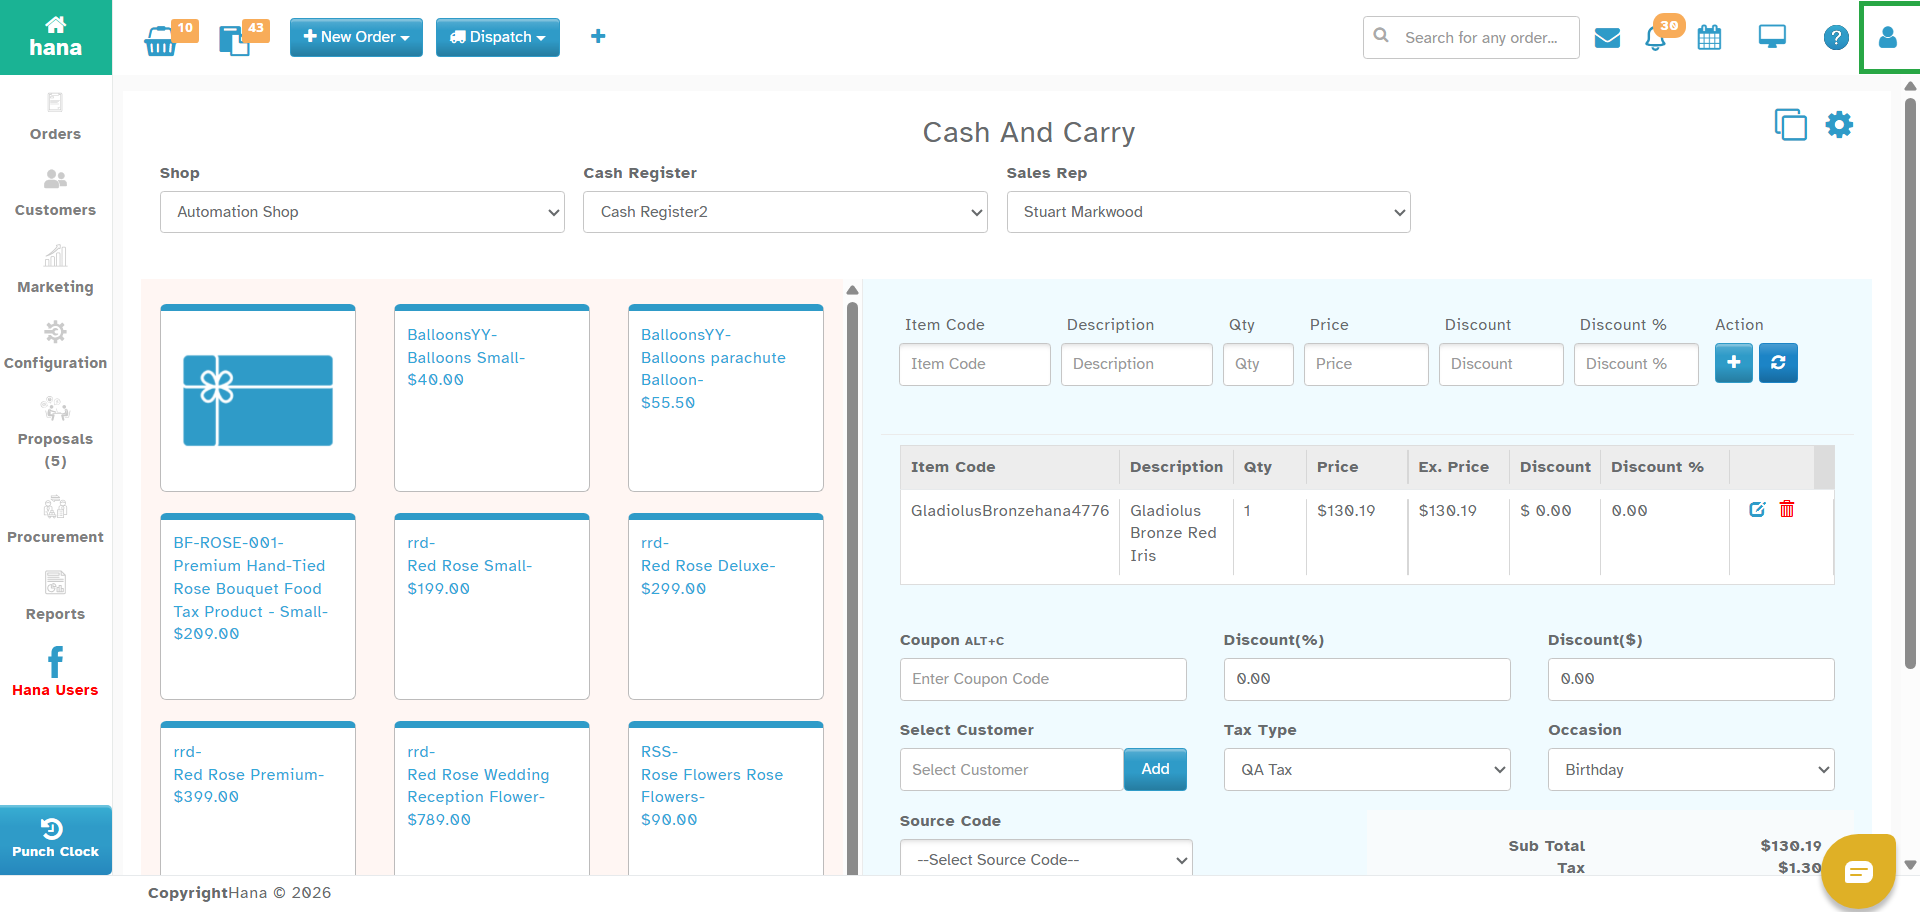 hana
10
43
New Order
Dispatch
Search for any order...
30
?
Orders
Customers
Marketing
Configuration
Proposals
(5)
Procurement
Reports
Hana Users
Punch Clock
Cash And Carry
Shop
Cash Register
Sales Rep
Automation Shop
Cash Register2
Stuart Markwood
BalloonsYY-
Balloons Small-
$40.00
BalloonsYY-
Balloons parachute
Balloon-
$55.50
BF-ROSE-001-
Premium Hand-Tied
Rose Bouquet Food
Tax Product - Small-
$209.00
rrd-
Red Rose Small-
$199.00
rrd-
Red Rose Deluxe-
$299.00
rrd-
Red Rose Premium-
$399.00
rrd-
Red Rose Wedding
Reception Flower-
$789.00
RSS-
Rose Flowers Rose
Flowers-
$90.00
Item Code Description Qty Price Discount Discount % Action
Item Code Description Qty Price Discount Discount %
Item Code Description Qty Price Ex. Price Discount Discount %
GladiolusBronzehana4776 Gladiolus 1 $130.19 $130.19 $ 0.00 0.00
Bronze Red
Iris
Coupon ALT+C Discount(%) Discount($)
Enter Coupon Code 0.00 0.00
Select Customer Tax Type Occasion
Select Customer Add QA Tax Birthday
Source Code
--Select Source Code--
Sub Total $130.19
Tax $1.30
CopyrightHana © 2026